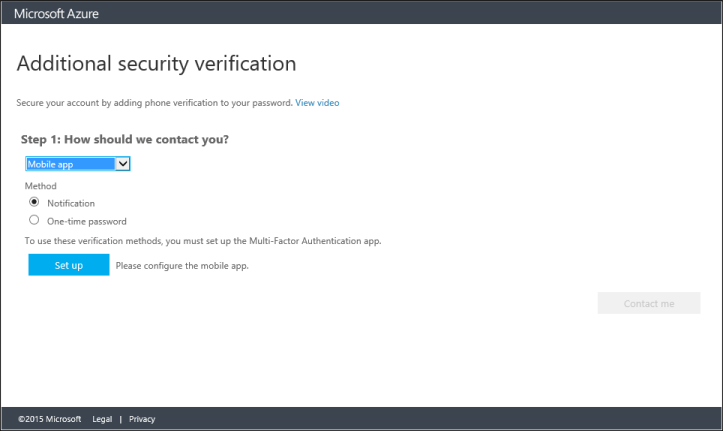 Microsoft Azure
Additional security verification
Secure your account by adding phone verification to your password. View video
Step 1: How should we contact you?
Mobile app
Method
Notification
One-time password
To use these verification methods, you must set up the Multi-Factor Authentication app.
Set up Please configure the mobile app.
Contact me
©2015 Microsoft Legal | Privacy